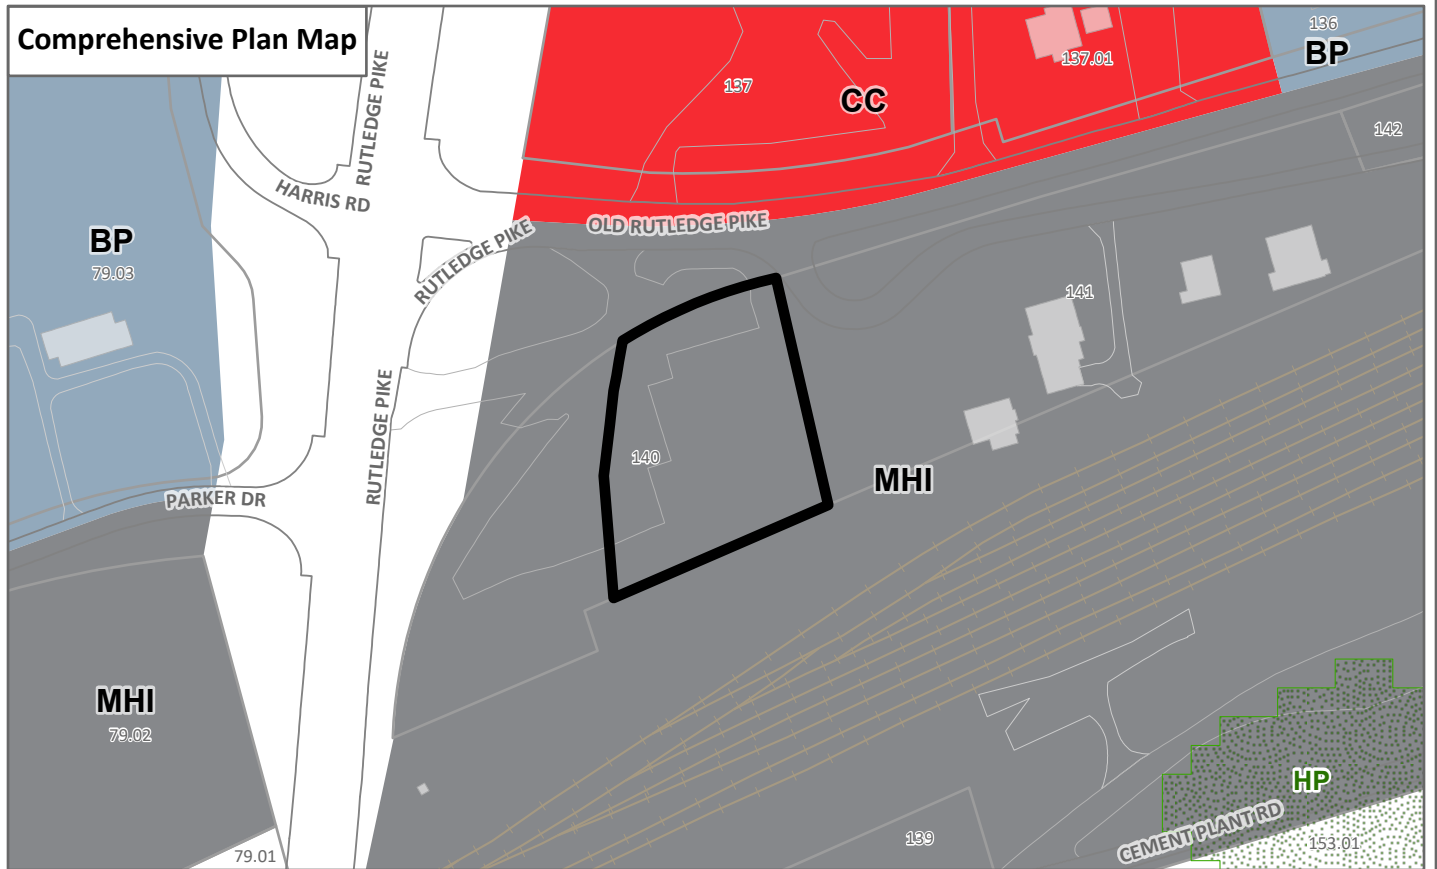 Comprehensive Plan Map
136
BP
RUTLEDGE PIKE
137
137.01
CC
142
HARRIS RD
OLD RUTLEDGE PIKE
BP
79.03
RUTLEDGE PIKE
141
RUTLEDGE PIKE
140
MHI
PARKER DR
MHI
79.02
HP
CEMENT PLANT RD
139
153.01
79.01